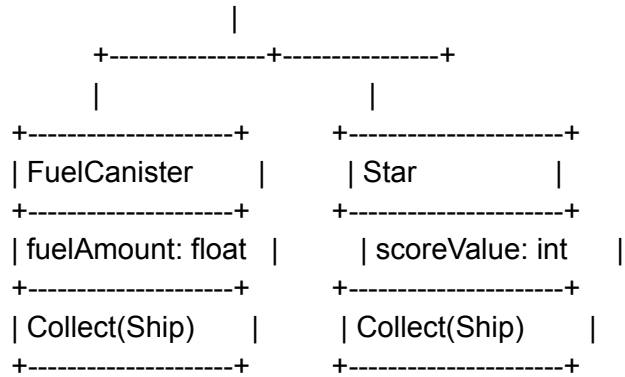 |
+----------------+----------------+
| |
+---------------------+ +----------------------+
| FuelCanister | | Star |
+---------------------+ +----------------------+
| fuelAmount: float | | scoreValue: int |
+---------------------+ +----------------------+
| Collect(Ship) | | Collect(Ship) |
+---------------------+ +----------------------+